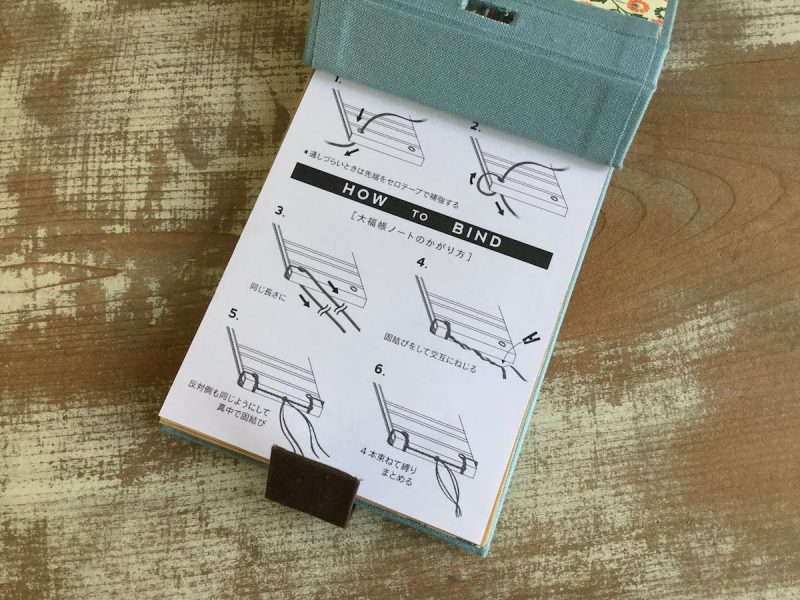 1.
2.
★通しづらいときは先端をセロテープで補強する
HOW TO BIND
[大福帳ノートのかがり方]
3.
同じ長さに
4.
固結びをして交互にねじる
5.
反対側も同じようにして
真中で固結び
6.
4本束ねて縛り
まとめる